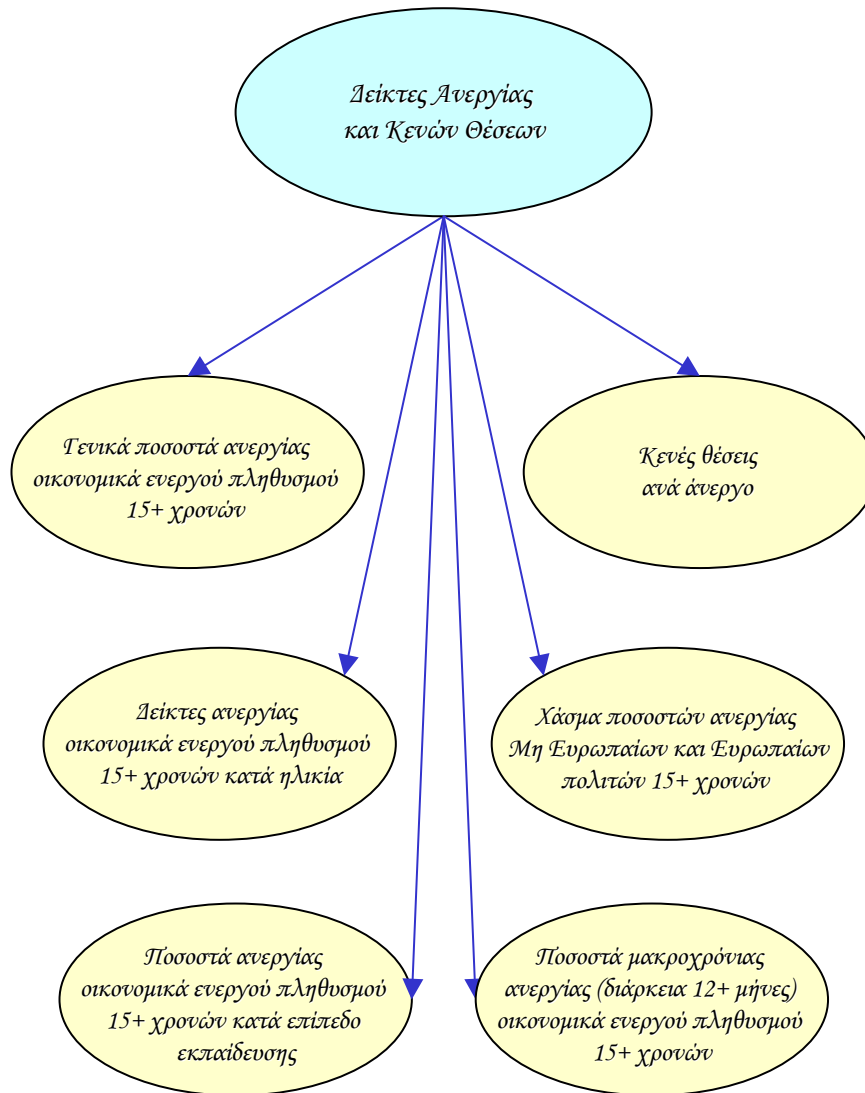 Δείκτες Ανεργίας
και Κενών Θέσεων
Γενικά ποσοστά ανεργίας
οικονομικά ενεργού πληθυσμού
15+ χρονών
Κενές θέσεις
ανά άνεργο
Δείκτες ανεργίας
οικονομικά ενεργού πληθυσμού
15+ χρονών κατά ηλικία
Χάσμα ποσοστών ανεργίας
Μη Ευρωπαίων και Ευρωπαίων
πολιτών 15+ χρονών
Ποσοστά ανεργίας
οικονομικά ενεργού πληθυσμού
15+ χρονών κατά επίπεδο
εκπαίδευσης
Ποσοστά μακροχρόνιας
ανεργίας (διάρκεια 12+ μήνες)
οικονομικά ενεργού πληθυσμού
15+ χρονών